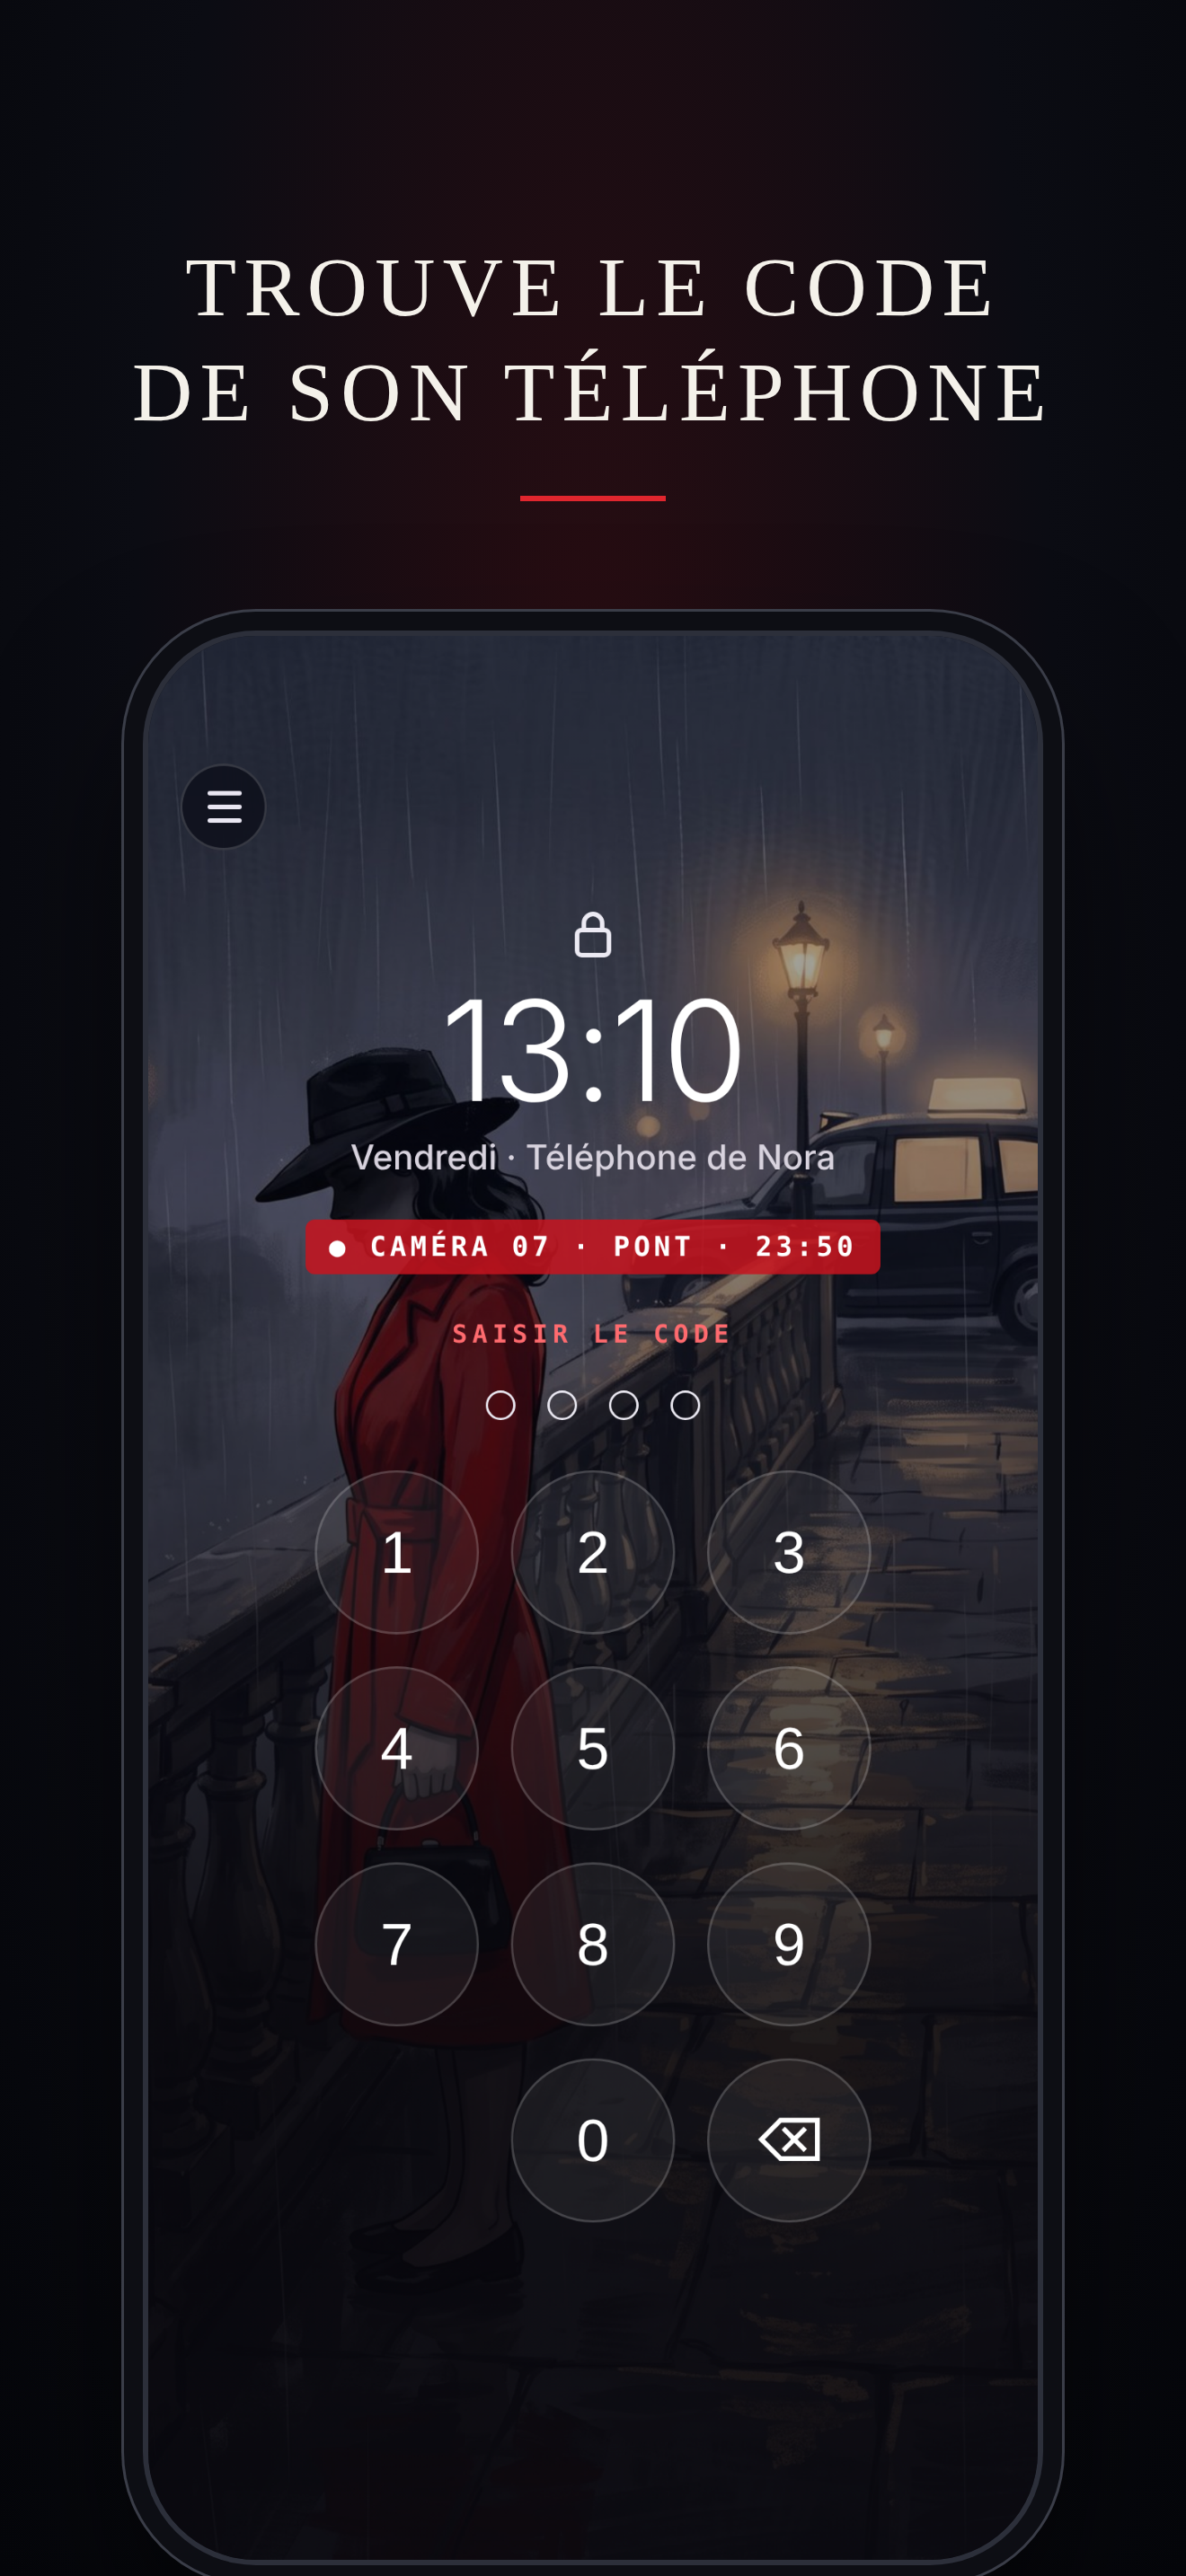 TROUVE LE CODE
DE SON TÉLÉPHONE
13:10
Vendredi · Téléphone de Nora
● CAMÉRA 07 · PONT · 23:50
SAISIR LE CODE
1 2 3
4 5 6
7 8 9
0